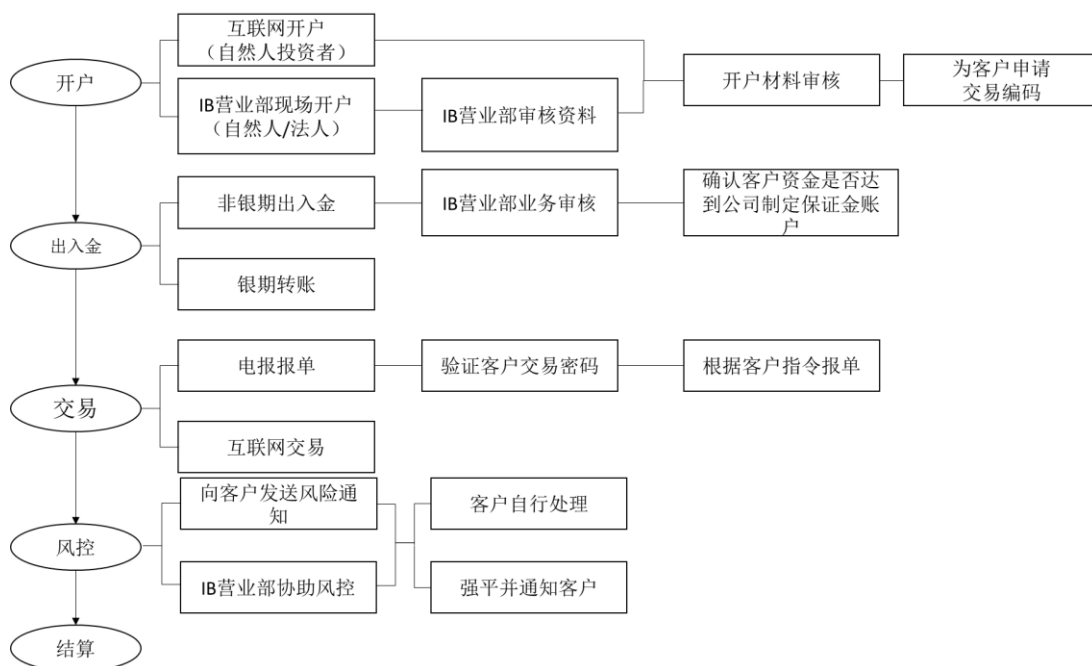 互联网开户
（自然人投资者）
开户
IB营业部现场开户
（自然人/法人）
IB营业部审核资料
开户材料审核
为客户申请
交易编码
非银期出入金
IB营业部业务审核
确认客户资金是否达
到公司制定保证金账
户
出入金
银期转账
电报报单
验证客户交易密码
根据客户指令报单
交易
互联网交易
向客户发送风险通
知
客户自行处理
风控
IB营业部协助风控
强平并通知客户
结算